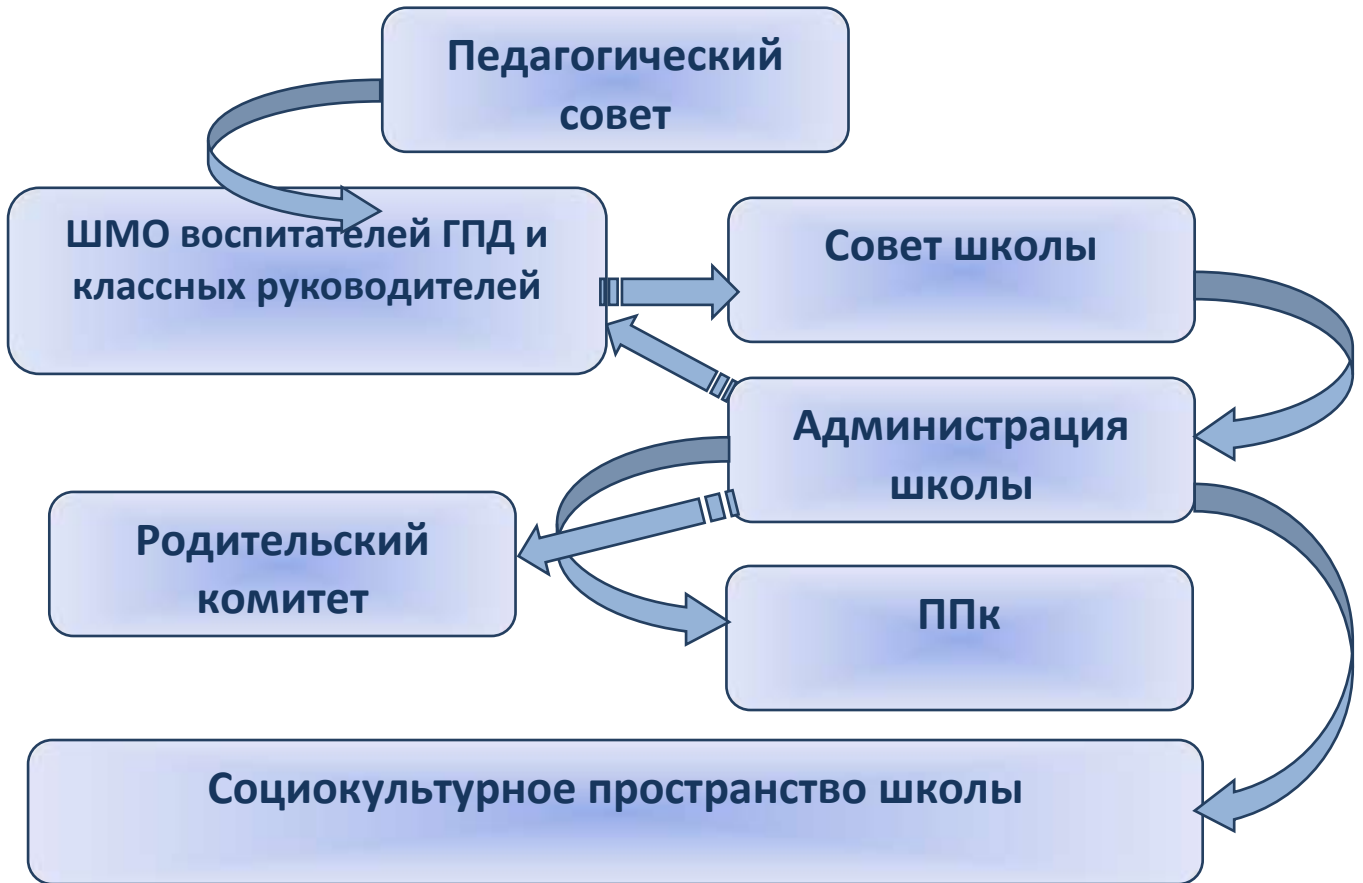 Педагогический
совет
ШМО воспитателей ГПД и
классных руководителей
Совет школы
Администрация
школы
Родительский
комитет
ППк
Социокультурное пространство школы